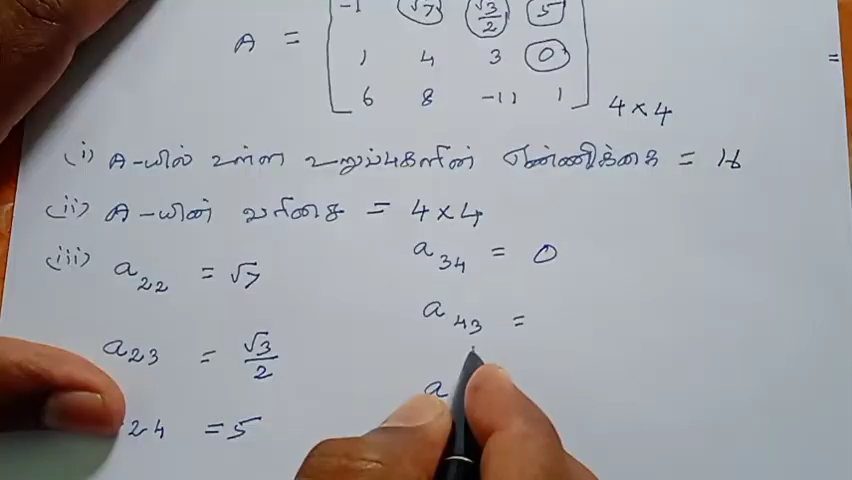 -1 √7 √3/2 5
A = 1 4 3 0
6 8 -11 1 4×4
(i) A-யில் உள்ள உறுப்புகளின் எண்ணிக்கை = 16
(ii) A-யின் வரிசை = 4×4
(iii) a22 = √7 a34 = 0
a43 =
a23 = √3/2
a
24 = 5
=